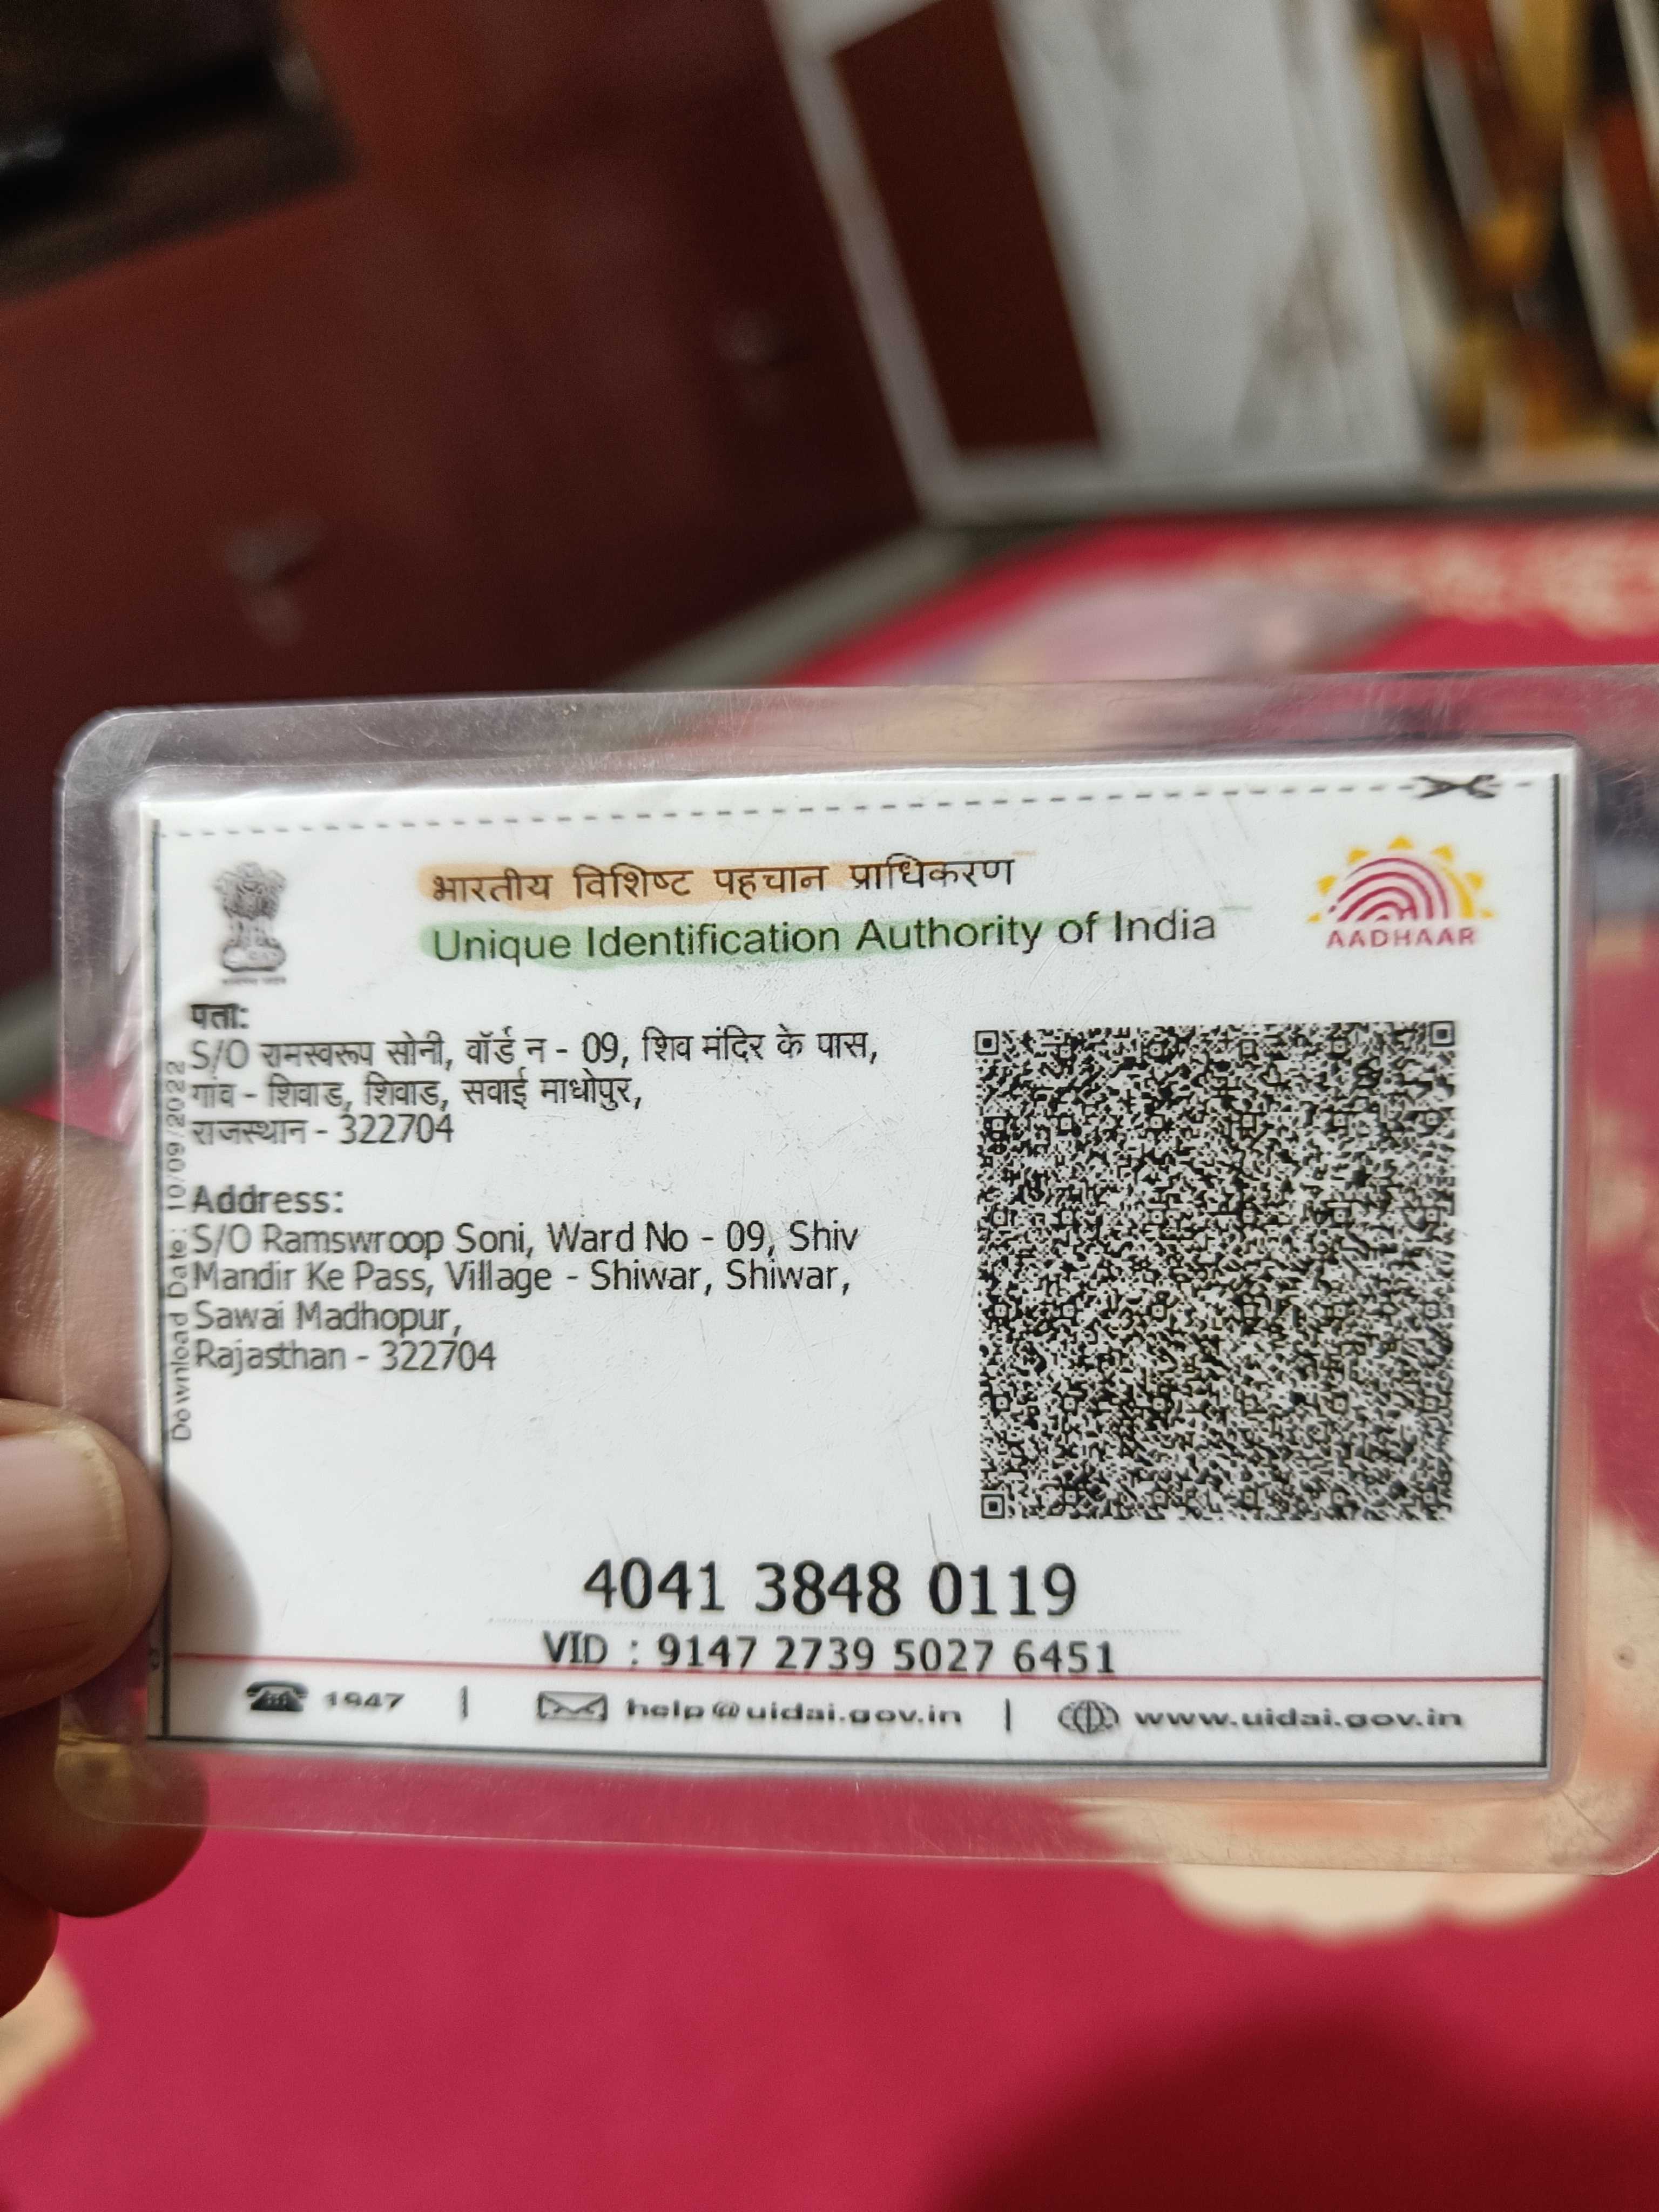 भारतीय विशिष्ट पहचान प्राधिकरण
Unique Identification Authority of India
AADHAAR
पता:
S/O रामस्वरूप सोनी, वॉर्ड न - 09, शिव मंदिर के पास,
गांव - शिवाड, शिवाड, सवाई माधोपुर,
राजस्थान - 322704
Address:
S/O Ramswroop Soni, Ward No - 09, Shiv
Mandir Ke Pass, Village - Shiwar, Shiwar,
Sawai Madhopur,
Rajasthan - 322704
Download Date: 10/09/2022
4041 3848 0119
VID : 9147 2739 5027 6451
1947 | help@uidai.gov.in | www.uidai.gov.in